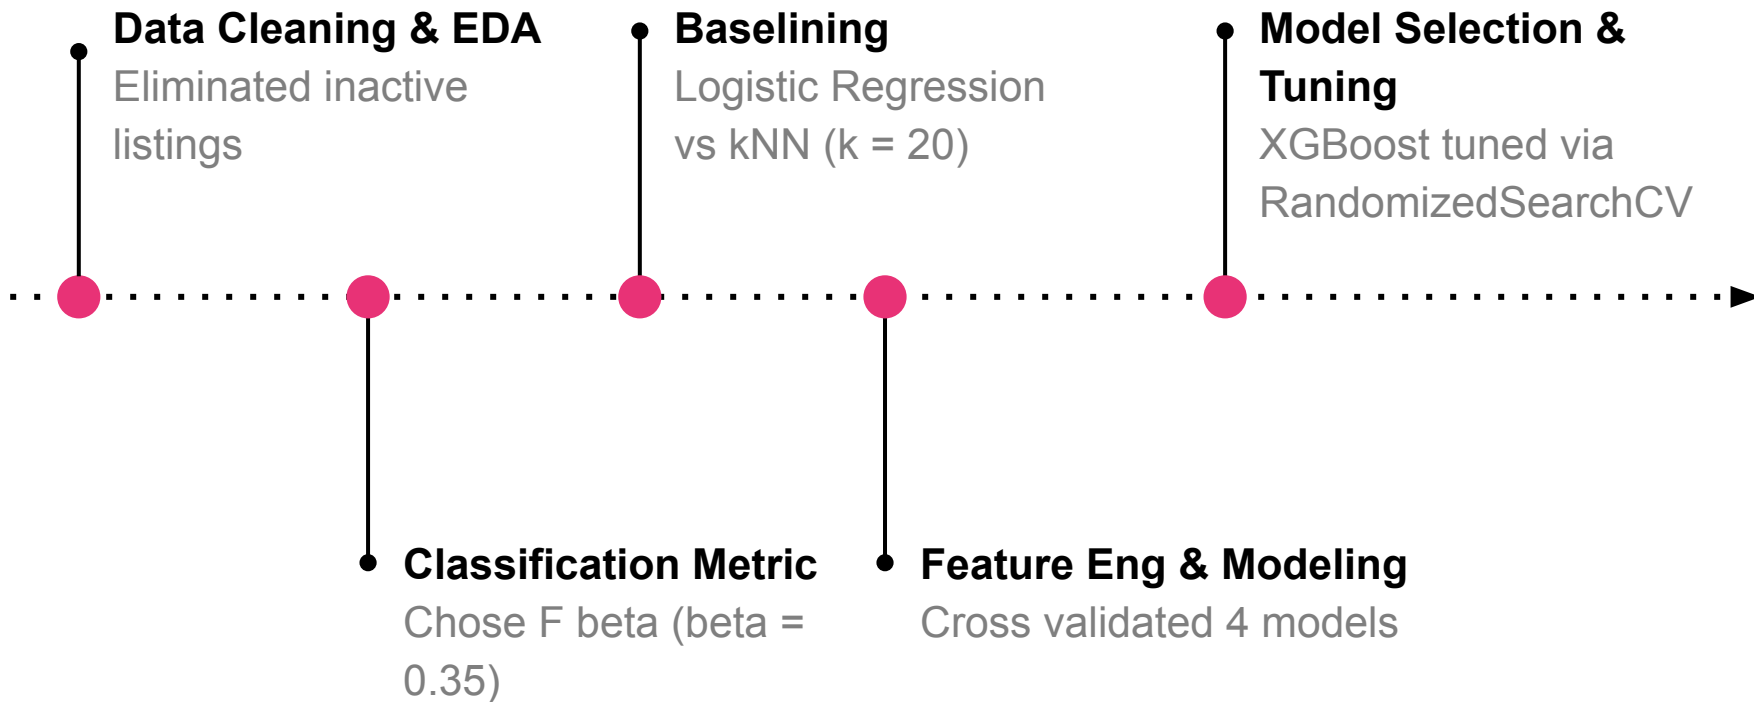 Data Cleaning & EDA
Eliminated inactive
listings
Classification Metric
Chose F beta (beta =
0.35)
Baselining
Logistic Regression
vs kNN (k = 20)
Feature Eng & Modeling
Cross validated 4 models
Model Selection &
Tuning
XGBoost tuned via
RandomizedSearchCV